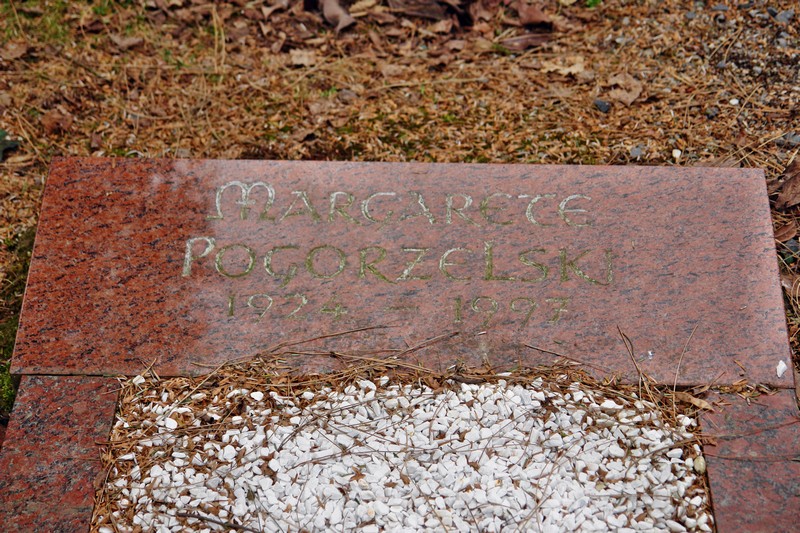 MARGARETE
POGORZELSKI
1924 – 1997